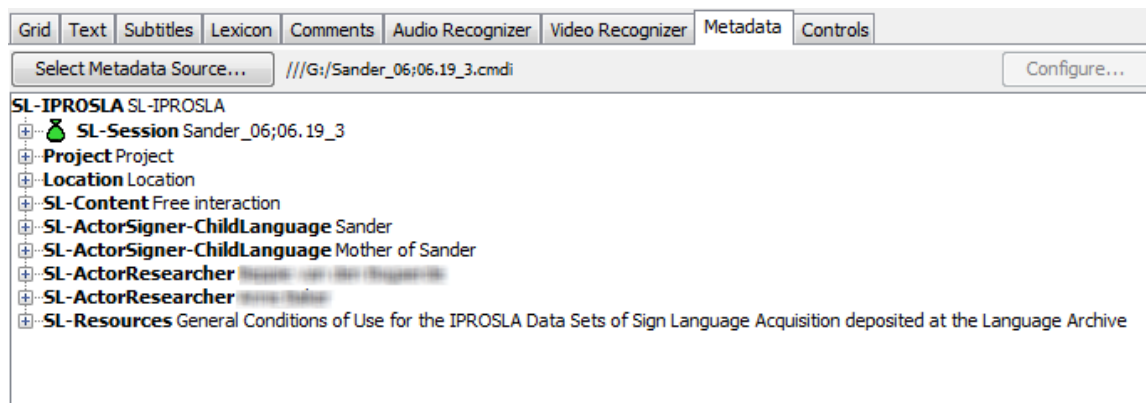 Grid Text Subtitles Lexicon Comments Audio Recognizer Video Recognizer Metadata Controls
Select Metadata Source... ///G:/Sander_06;06.19_3.cmdi Configure...
SL-IPROSLA SL-IPROSLA
SL-Session Sander_06;06.19_3
Project Project
Location Location
SL-Content Free interaction
SL-ActorSigner-ChildLanguage Sander
SL-ActorSigner-ChildLanguage Mother of Sander
SL-ActorResearcher
SL-ActorResearcher
SL-Resources General Conditions of Use for the IPROSLA Data Sets of Sign Language Acquisition deposited at the Language Archive